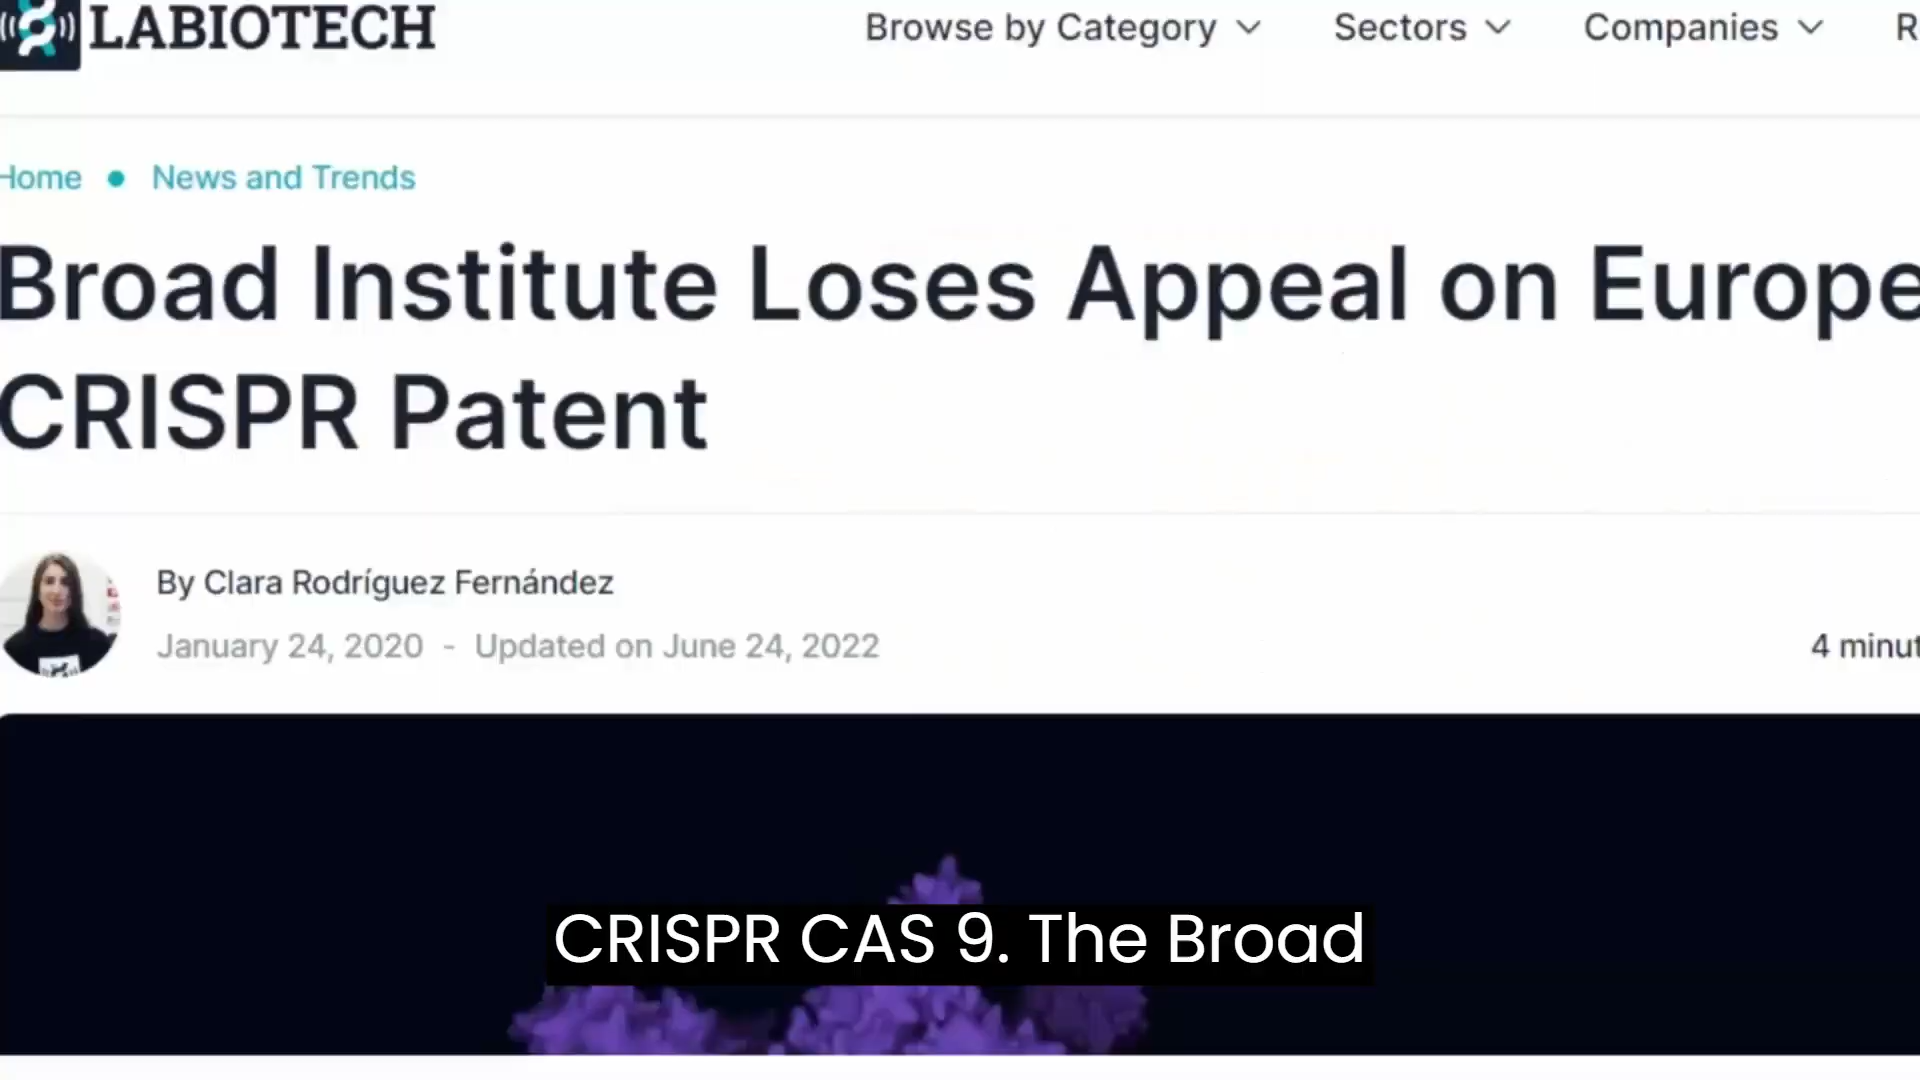 LABIOTECH
Browse by Category
Sectors
Companies
Home
News and Trends
Broad Institute Loses Appeal on Europe
CRISPR Patent
By Clara Rodríguez Fernández
January 24, 2020 - Updated on June 24, 2022
4 minut
CRISPR CAS 9. The Broad